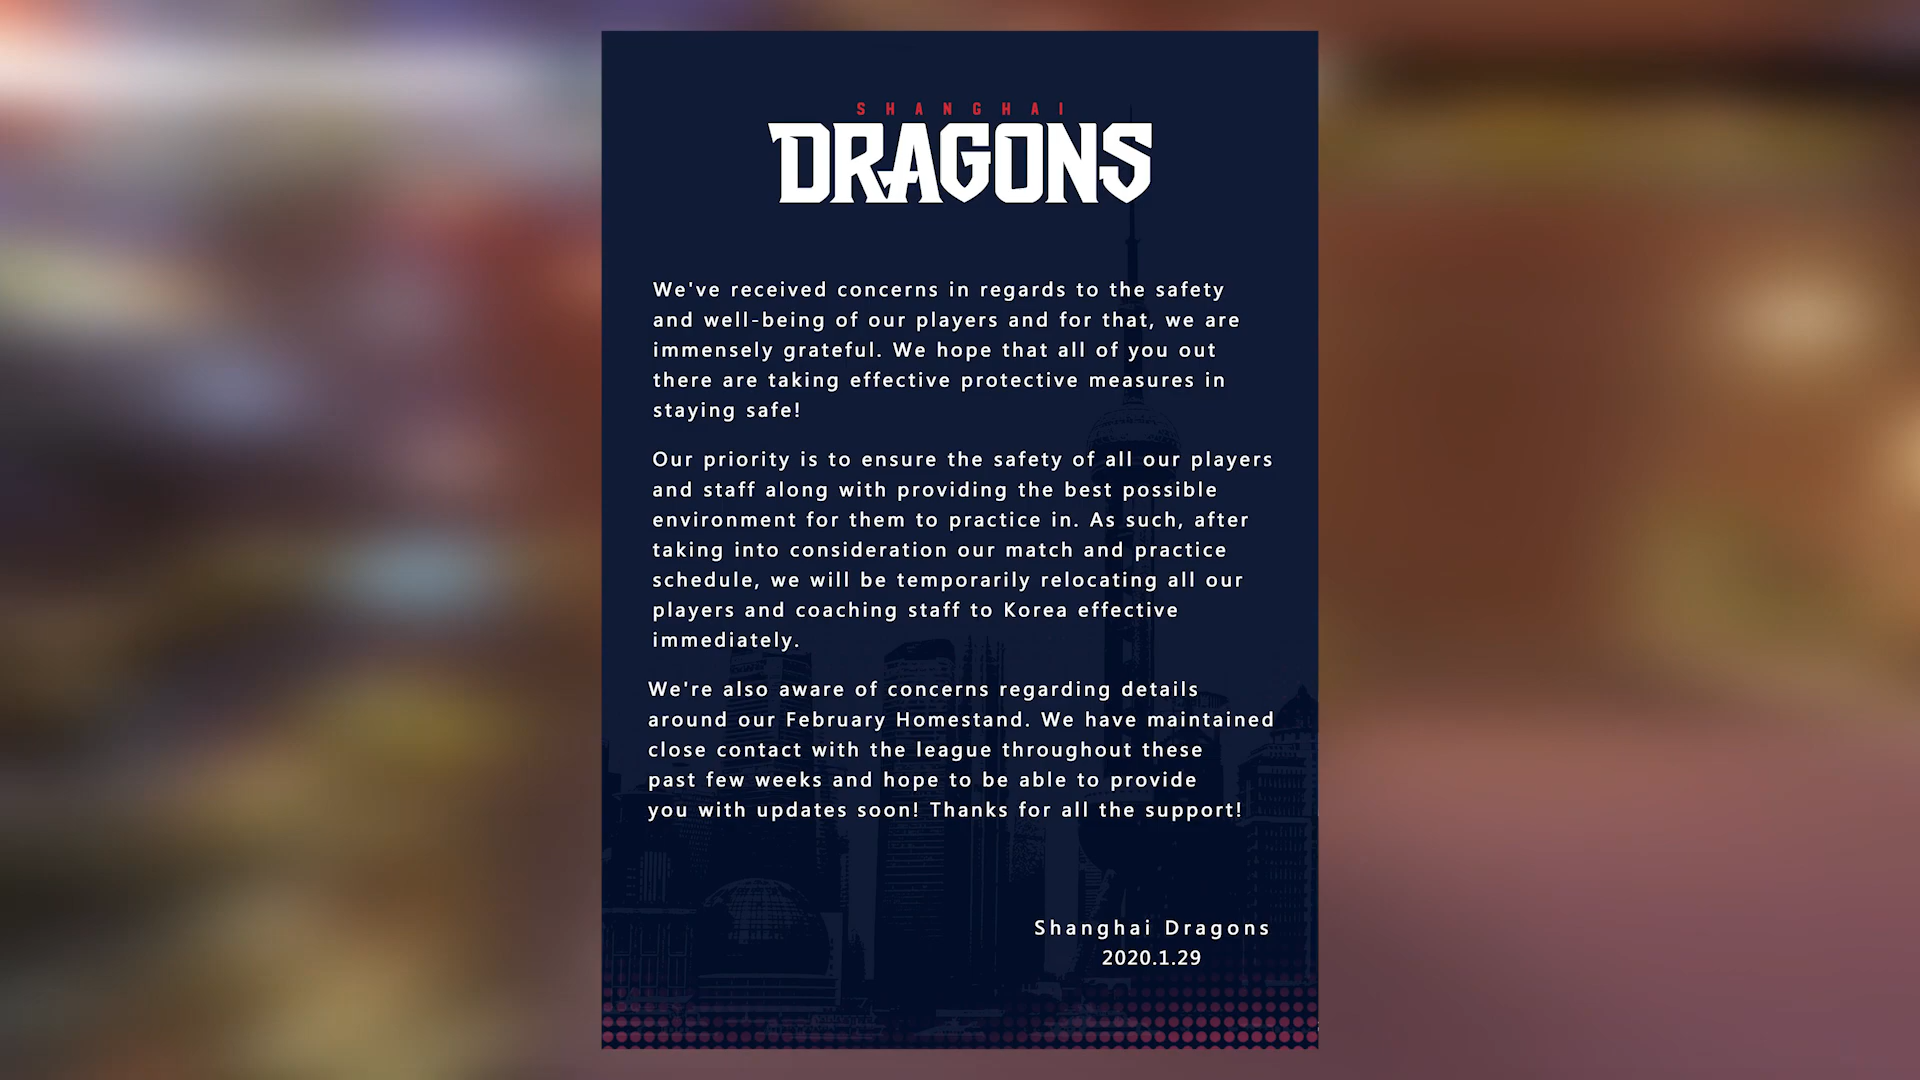 SHANGHAI
DRAGONS
We've received concerns in regards to the safety
and well-being of our players and for that, we are
immensely grateful. We hope that all of you out
there are taking effective protective measures in
staying safe!
Our priority is to ensure the safety of all our players
and staff along with providing the best possible
environment for them to practice in. As such, after
taking into consideration our match and practice
schedule, we will be temporarily relocating all our
players and coaching staff to Korea effective
immediately.
We're also aware of concerns regarding details
around our February Homestand. We have maintained
close contact with the league throughout these
past few weeks and hope to be able to provide
you with updates soon! Thanks for all the support!
Shanghai Dragons
2020.1.29